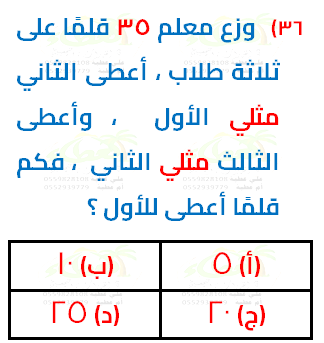 ٣٦) وزع معلم ٣٥ قلمًا على
ثلاثة طلاب ، أعطى الثاني
مثلي الأول ، وأعطى
الثالث مثلي الثاني ، فكم
قلمًا أعطى للأول ؟
(أ) ٥ (ب) ١٠
(ج) ٢٠ (د) ٢٥